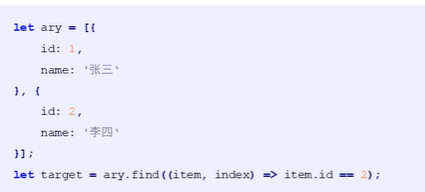 let ary = [{
    id: 1,
    name: '张三'
}, {
    id: 2,
    name: '李四'
}];
let target = ary.find((item, index) => item.id == 2);